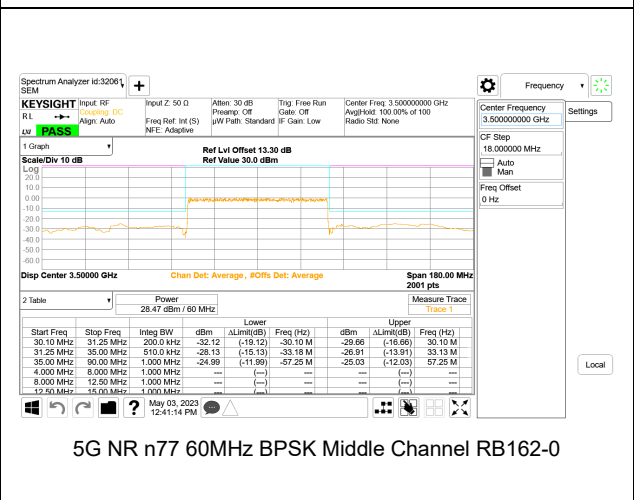 Spectrum Analyzer id:32061
SEM
KEYSIGHT
R L
LXI PASS
Input: RF
Coupling: DC
Align: Auto
Input Z: 50 Ω
Freq Ref: Int (S)
NFE: Adaptive
Atten: 30 dB
Preamp: Off
µW Path: Standard
Trig: Free Run
Gate: Off
IF Gain: Low
Center Freq: 3.500000000 GHz
Avg|Hold: 100.00% of 100
Radio Std: None
Frequency
Center Frequency
3.500000000 GHz
Settings
CF Step
18.000000 MHz
Auto
Man
Freq Offset
0 Hz
Local
1 Graph
Scale/Div 10 dB
Ref Lvl Offset 13.30 dB
Ref Value 30.0 dBm
Log
20.0
10.0
0.00
-10.0
-20.0
-30.0
-40.0
-50.0
-60.0
Disp Center 3.50000 GHz
Chan Det: Average , #Offs Det: Average
Span 180.00 MHz
2001 pts
2 Table
Power
28.47 dBm / 60 MHz
Measure Trace
Trace 1
Lower Upper
Start Freq Stop Freq Integ BW dBm ΔLimit(dB) Freq (Hz) dBm ΔLimit(dB) Freq (Hz)
30.10 MHz 31.25 MHz 200.0 kHz -32.12 (-19.12) -30.10 M -29.66 (-16.66) 30.10 M
31.25 MHz 35.00 MHz 510.0 kHz -28.13 (-15.13) -33.18 M -26.91 (-13.91) 33.13 M
35.00 MHz 90.00 MHz 1.000 MHz -24.99 (-11.99) -57.25 M -25.03 (-12.03) 57.25 M
4.000 MHz 8.000 MHz 1.000 MHz --- (---) --- --- (---) ---
8.000 MHz 12.50 MHz 1.000 MHz --- (---) --- --- (---) ---
12.50 MHz 15.00 MHz 1.000 MHz --- (---) --- --- (---) ---
?
May 03, 2023
12:41:14 PM
5G NR n77 60MHz BPSK Middle Channel RB162-0